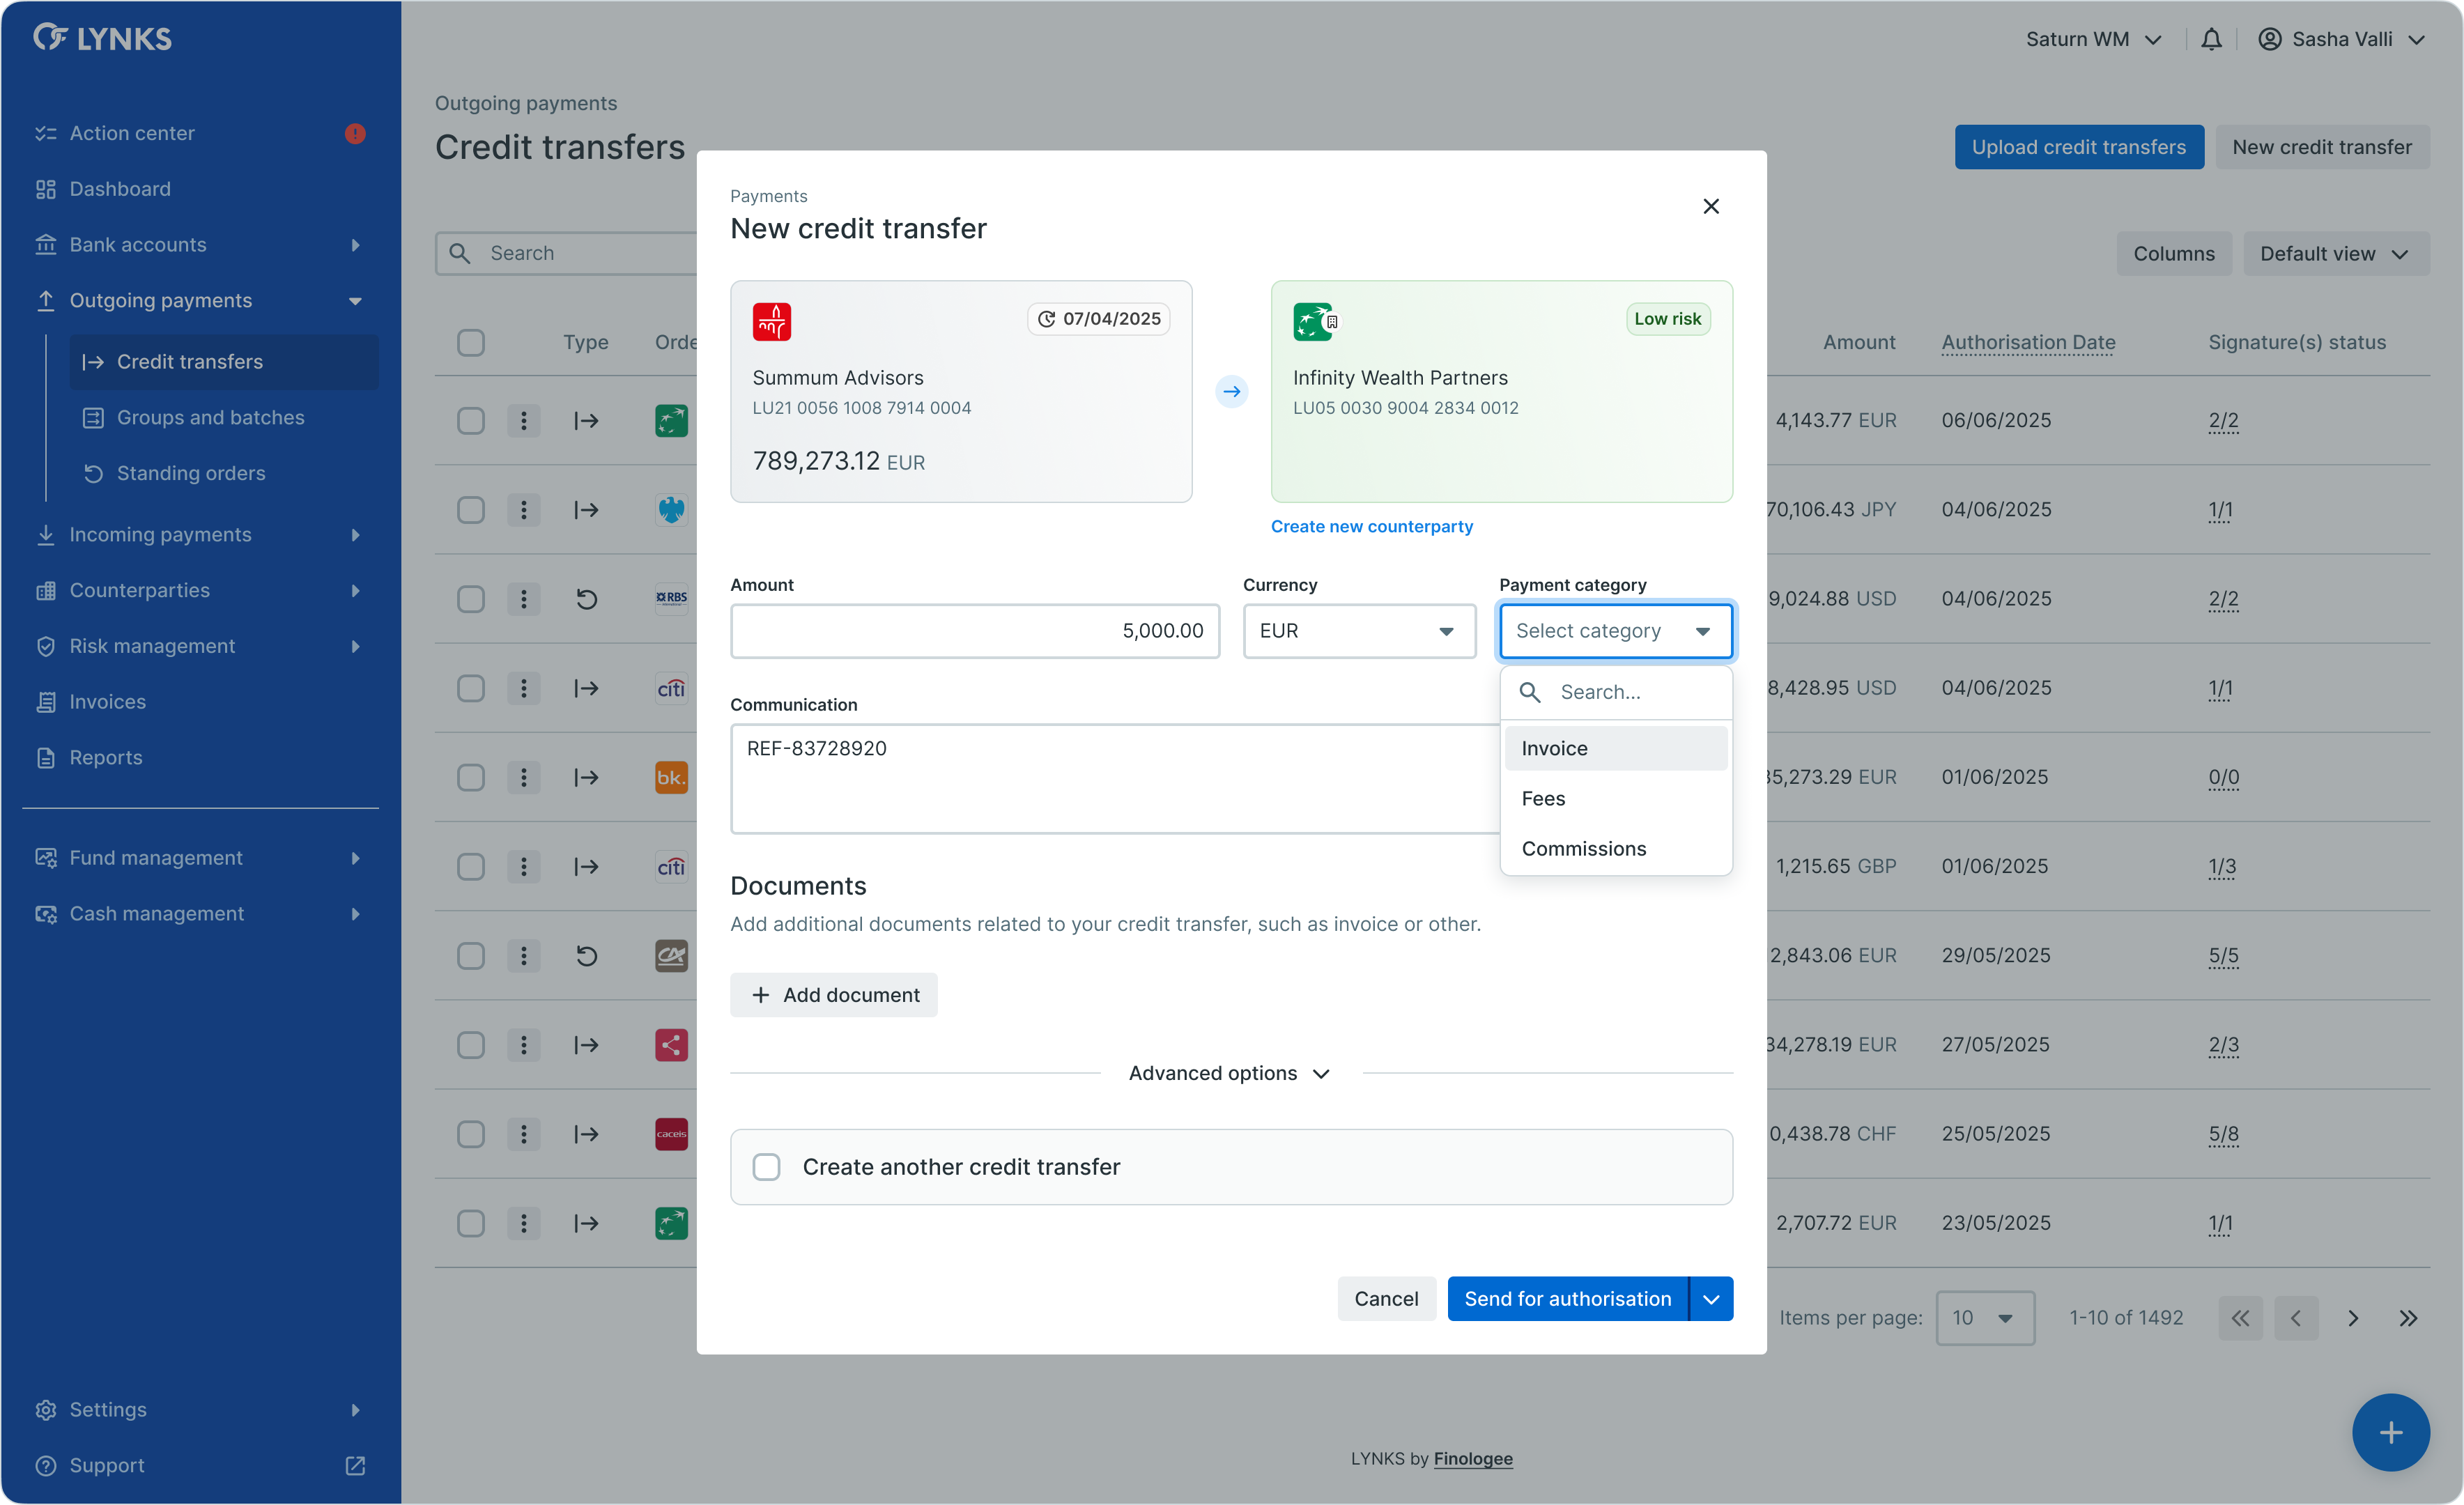 LYNKS
Saturn WM
Sasha Valli
Action center
Dashboard
Bank accounts
Outgoing payments
Credit transfers
Groups and batches
Standing orders
Incoming payments
Counterparties
Risk management
Invoices
Reports
Fund management
Cash management
Settings
Support
Outgoing payments
Credit transfers
Upload credit transfers
New credit transfer
Search
Columns
Default view
Type
Orde
Amount
Authorisation Date
Signature(s) status
4,143.77 EUR 06/06/2025 2/2
70,106.43 JPY 04/06/2025 1/1
RBS 9,024.88 USD 04/06/2025 2/2
citi 8,428.95 USD 04/06/2025 1/1
bk. 35,273.29 EUR 01/06/2025 0/0
citi 1,215.65 GBP 01/06/2025 1/3
CA 2,843.06 EUR 29/05/2025 5/5
34,278.19 EUR 27/05/2025 2/3
caceis 0,438.78 CHF 25/05/2025 5/8
2,707.72 EUR 23/05/2025 1/1
Payments
New credit transfer
07/04/2025
Summum Advisors
LU21 0056 1008 7914 0004
789,273.12 EUR
Low risk
Infinity Wealth Partners
LU05 0030 9004 2834 0012
Create new counterparty
Amount
5,000.00
Currency
EUR
Payment category
Select category
Search...
Invoice
Fees
Commissions
Communication
REF-83728920
Documents
Add additional documents related to your credit transfer, such as invoice or other.
Add document
Advanced options
Create another credit transfer
Cancel
Send for authorisation
Items per page: 10 1-10 of 1492
LYNKS by Finologee